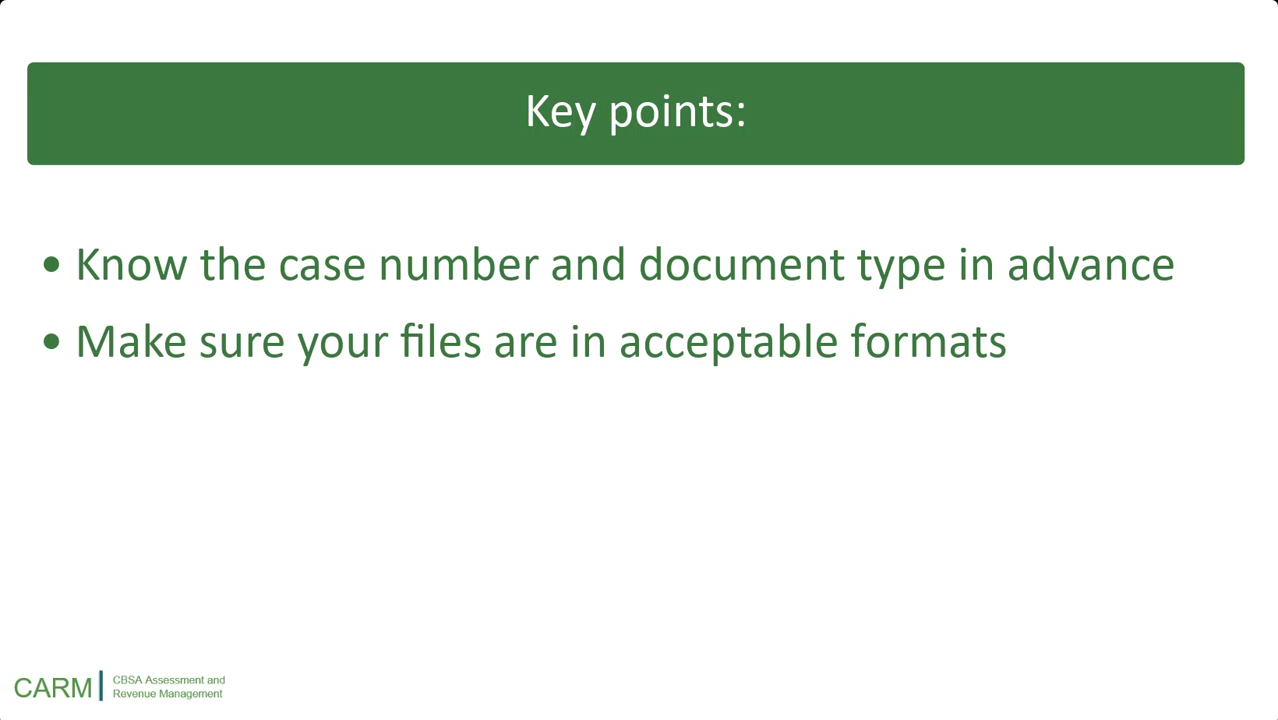 Key points:
• Know the case number and document type in advance
• Make sure your files are in acceptable formats
CARM
CBSA Assessment and
Revenue Management